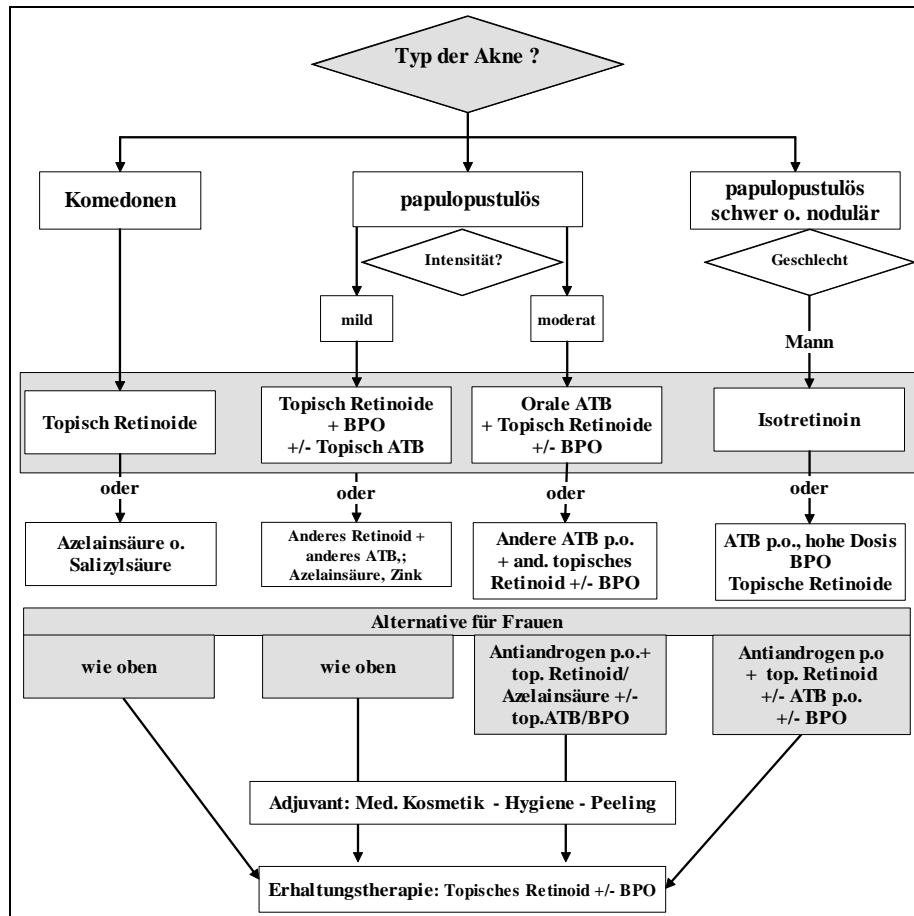 Typ der Akne ?
Komedonen
papulopustulös
papulopustulös
schwer o. nodulär
Intensität?
Geschlecht
mild
moderat
Mann
Topisch Retinoide
Topisch Retinoide
+ BPO
+/- Topisch ATB
Orale ATB
+ Topisch Retinoide
+/- BPO
Isotretinoin
oder
oder
oder
oder
Azelainsäure o.
Salizylsäure
Anderes Retinoid +
anderes ATB,;
Azelainsäure, Zink
Andere ATB p.o.
+ and. topisches
Retinoid +/- BPO
ATB p.o., hohe Dosis
BPO
Topische Retinoide
Alternative für Frauen
wie oben
wie oben
Antiandrogen p.o.+
top. Retinoid/
Azelainsäure +/-
top.ATB/BPO
Antiandrogen p.o
+ top. Retinoid
+/- ATB p.o.
+/- BPO
Adjuvant: Med. Kosmetik - Hygiene - Peeling
Erhaltungstherapie: Topisches Retinoid +/- BPO